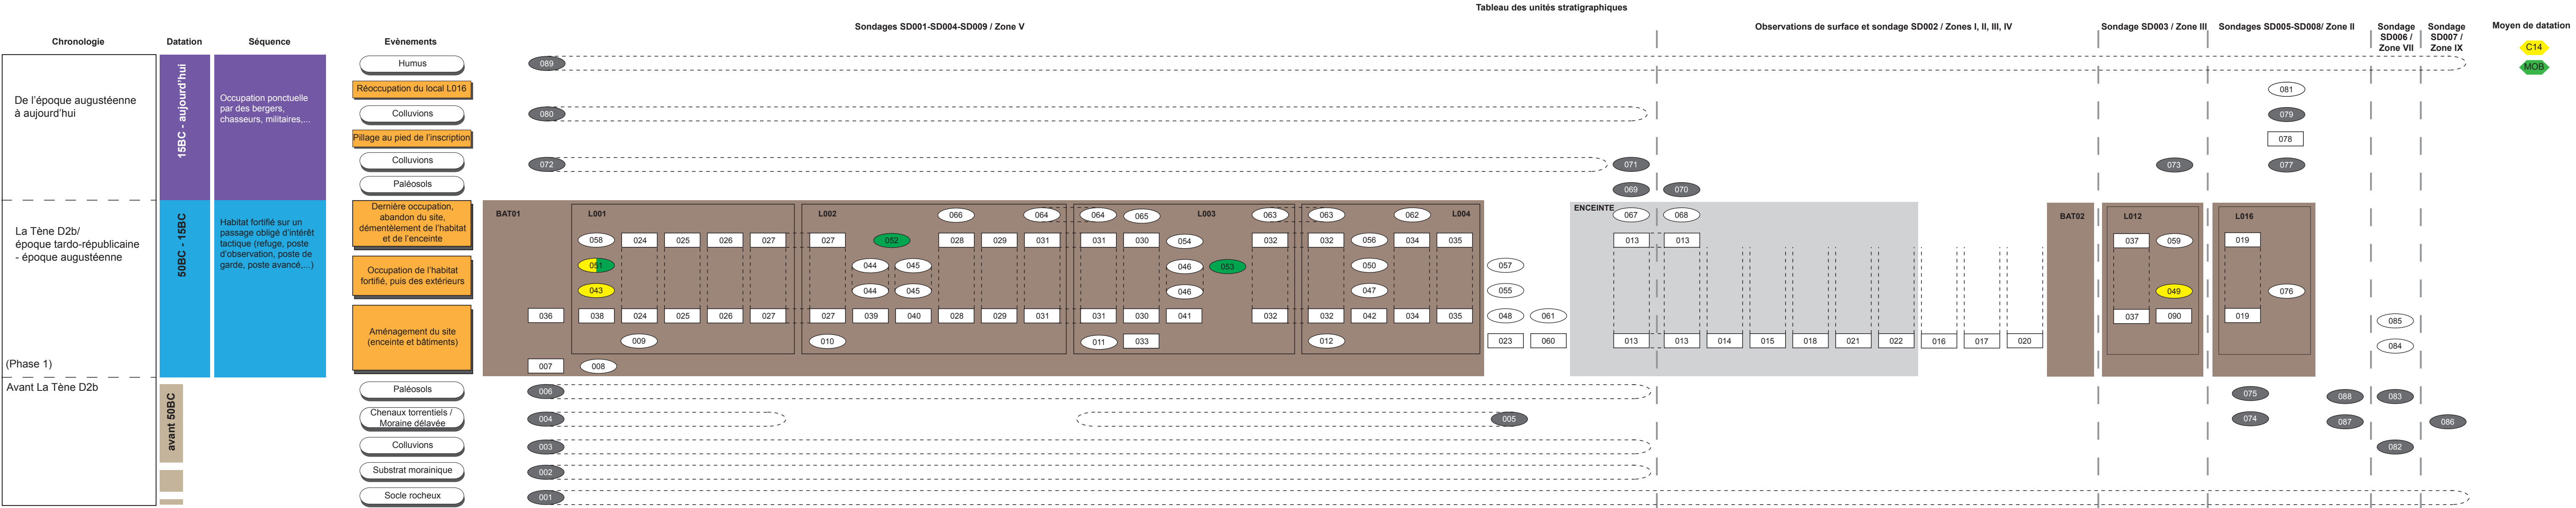 Tableau des unités stratigraphiques
Sondages SD001-SD004-SD009 / Zone V
Observations de surface et sondage SD002 / Zones I, II, III, IV
Sondage SD003 / Zone III
Sondages SD005-SD008/ Zone II
Sondage
SD006 /
Zone VII
Sondage
SD007 /
Zone IX
Moyen de datation
C14
MOB
Chronologie
Datation
Séquence
Evènements
De l'époque augustéenne
à aujourd'hui
15BC - aujourd'hui
Occupation ponctuelle
par des bergers,
chasseurs, militaires,...
Humus
089
Réoccupation du local L016
081
Colluvions
080
079
Pillage au pied de l'inscription
078
Colluvions
072
071
073
077
Paléosols
069
070
La Tène D2b/
époque tardo-républicaine
- époque augustéenne
(Phase 1)
50BC - 15BC
Habitat fortifié sur un
passage obligé d'intérêt
tactique (refuge, poste
d'observation, poste de
garde, poste avancé,...)
Dernière occupation,
abandon du site,
démentèlement de l'habitat
et de l'enceinte
Occupation de l'habitat
fortifié, puis des extérieurs
Aménagement du site
(enceinte et bâtiments)
BAT01
L001
L002
066
064
064
065
L003
063
063
062
L004
ENCEINTE
067
068
BAT02
L012
L016
058
024
025
026
027
027
052
028
029
031
031
030
054
032
032
056
034
035
013
013
037
059
019
051
044
045
046
053
050
057
043
044
045
046
047
055
049
076
036
038
024
025
026
027
027
039
040
028
029
031
031
030
041
032
032
042
034
035
048
061
037
090
019
085
009
010
011
033
012
023
060
013
013
014
015
018
021
022
016
017
020
084
007
008
Avant La Tène D2b
avant 50BC
Paléosols
006
075
088
083
Chenaux torrentiels /
Moraine délavée
004
005
074
087
086
Colluvions
003
082
Substrat morainique
002
Socle rocheux
001